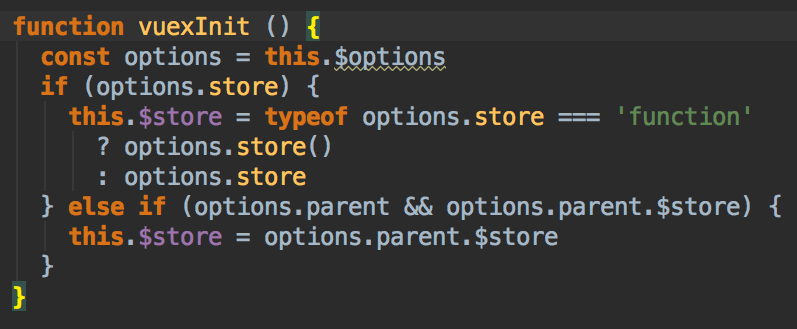 function vuexInit () {
  const options = this.$options
  if (options.store) {
    this.$store = typeof options.store === 'function'
      ? options.store()
      : options.store
  } else if (options.parent && options.parent.$store) {
    this.$store = options.parent.$store
  }
}